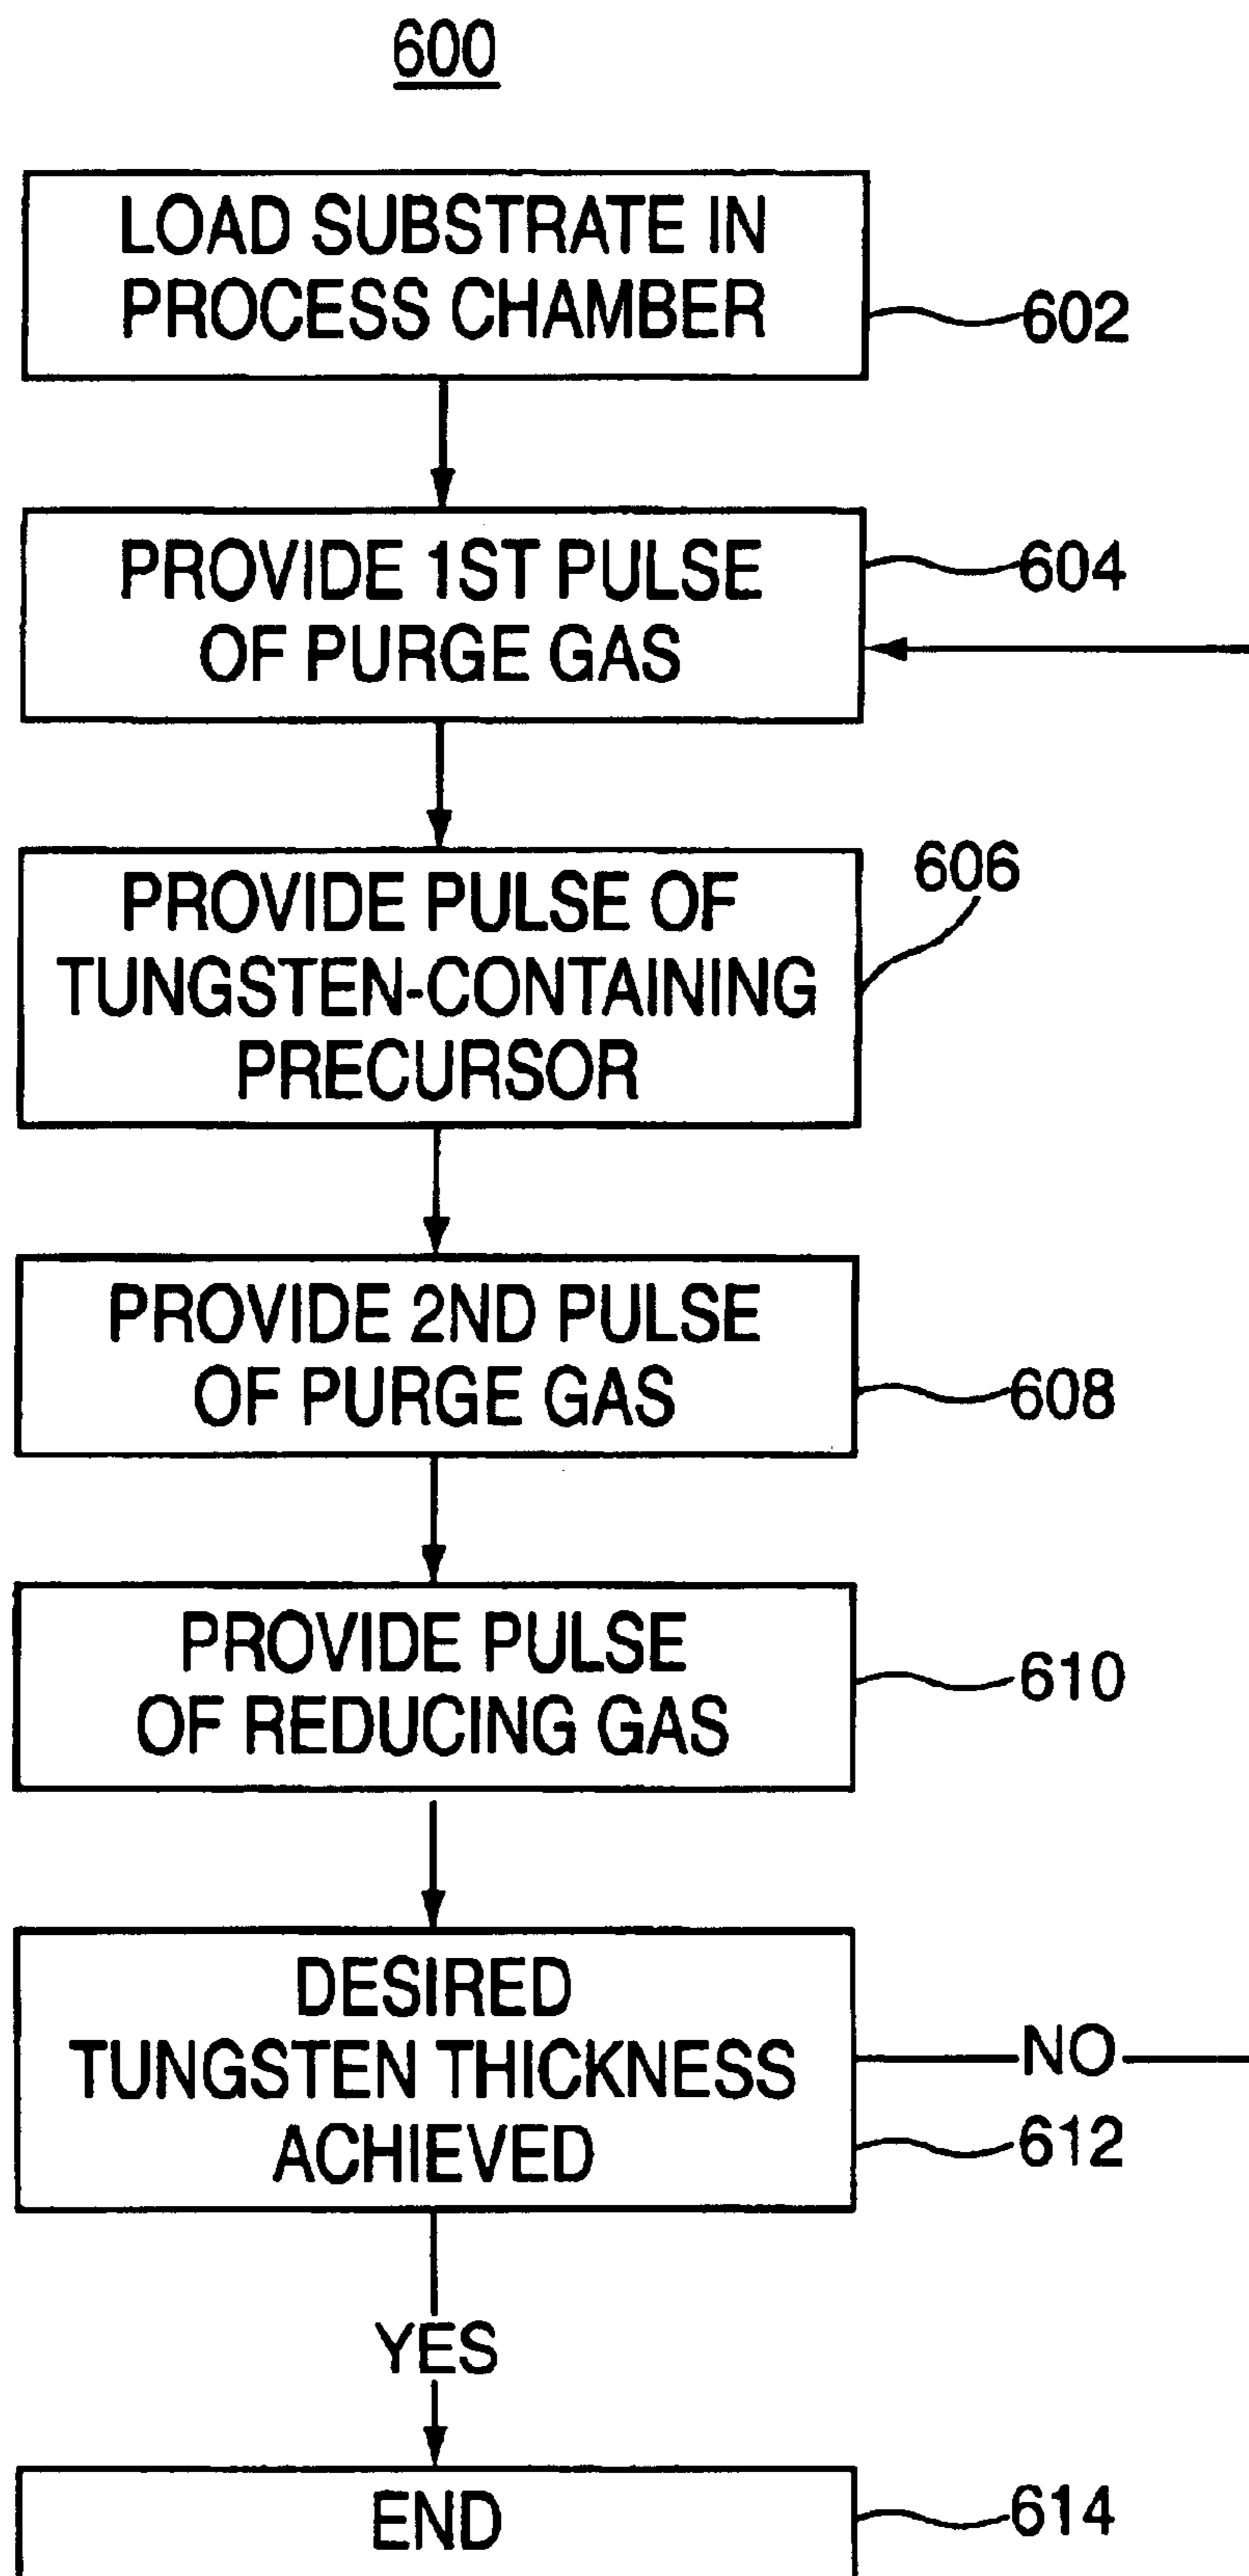 600
LOAD SUBSTRATE IN
PROCESS CHAMBER
602
PROVIDE 1ST PULSE
OF PURGE GAS
604
PROVIDE PULSE OF
TUNGSTEN-CONTAINING
PRECURSOR
606
PROVIDE 2ND PULSE
OF PURGE GAS
608
PROVIDE PULSE
OF REDUCING GAS
610
DESIRED
TUNGSTEN THICKNESS
ACHIEVED
NO
612
YES
END
614